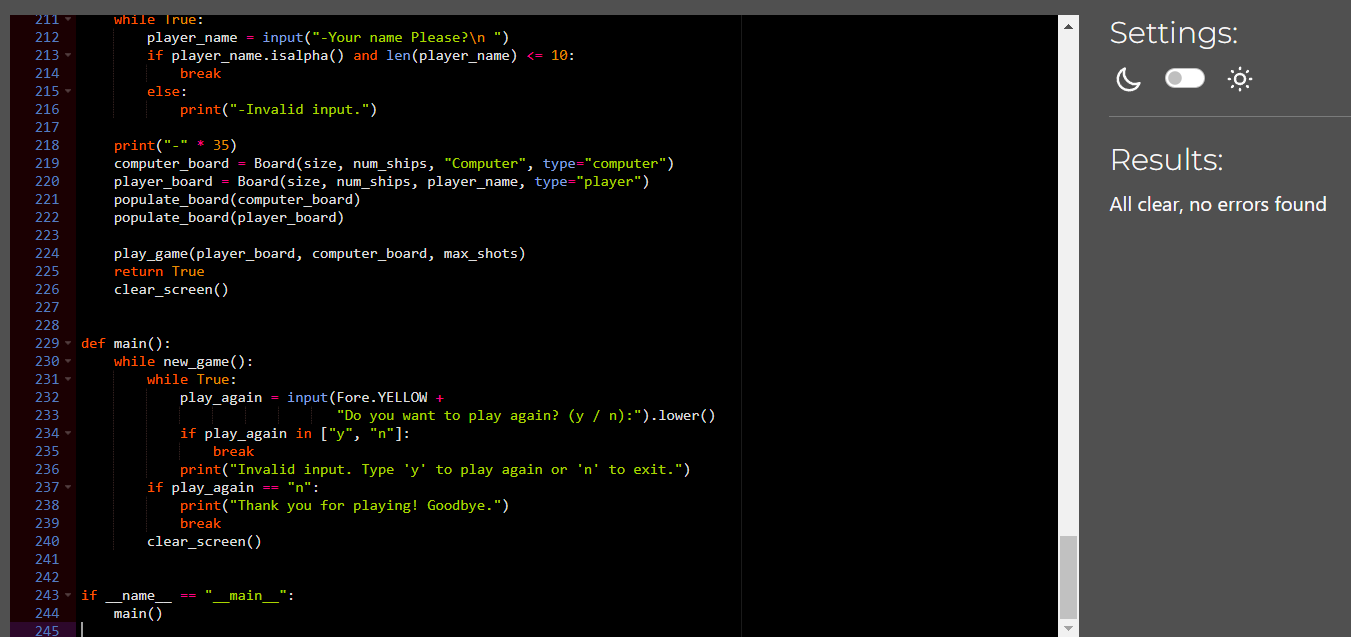 211 while True:
212 player_name = input("-Your name Please?\n ")
213 if player_name.isalpha() and len(player_name) <= 10:
214 break
215 else:
216 print("-Invalid input.")
217
218 print("-" * 35)
219 computer_board = Board(size, num_ships, "Computer", type="computer")
220 player_board = Board(size, num_ships, player_name, type="player")
221 populate_board(computer_board)
222 populate_board(player_board)
223
224 play_game(player_board, computer_board, max_shots)
225 return True
226 clear_screen()
227
228
229 def main():
230 while new_game():
231 while True:
232 play_again = input(Fore.YELLOW +
233 "Do you want to play again? (y / n):").lower()
234 if play_again in ["y", "n"]:
235 break
236 print("Invalid input. Type 'y' to play again or 'n' to exit.")
237 if play_again == "n":
238 print("Thank you for playing! Goodbye.")
239 break
240 clear_screen()
241
242
243 if __name__ == "__main__":
244 main()
245
Settings:
Results:
All clear, no errors found